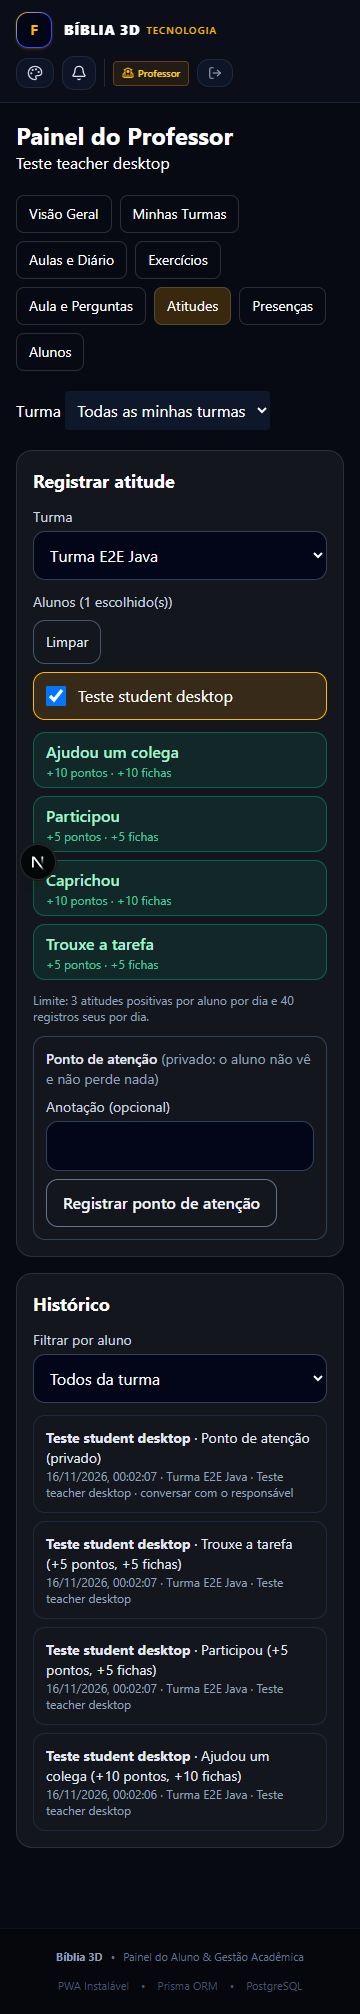 F BÍBLIA 3D TECNOLOGIA
Professor
Painel do Professor
Teste teacher desktop
Visão Geral
Minhas Turmas
Aulas e Diário
Exercícios
Aula e Perguntas
Atitudes
Presenças
Alunos
Turma Todas as minhas turmas
Registrar atitude
Turma
Turma E2E Java
Alunos (1 escolhido(s))
Limpar
Teste student desktop
Ajudou um colega
+10 pontos · +10 fichas
Participou
+5 pontos · +5 fichas
N
Caprichou
+10 pontos · +10 fichas
Trouxe a tarefa
+5 pontos · +5 fichas
Limite: 3 atitudes positivas por aluno por dia e 40
registros seus por dia.
Ponto de atenção (privado: o aluno não vê
e não perde nada)
Anotação (opcional)
Registrar ponto de atenção
Histórico
Filtrar por aluno
Todos da turma
Teste student desktop · Ponto de atenção
(privado)
16/11/2026, 00:02:07 · Turma E2E Java · Teste
teacher desktop · conversar com o responsável
Teste student desktop · Trouxe a tarefa
(+5 pontos, +5 fichas)
16/11/2026, 00:02:07 · Turma E2E Java · Teste
teacher desktop
Teste student desktop · Participou (+5
pontos, +5 fichas)
16/11/2026, 00:02:07 · Turma E2E Java · Teste
teacher desktop
Teste student desktop · Ajudou um
colega (+10 pontos, +10 fichas)
16/11/2026, 00:02:06 · Turma E2E Java · Teste
teacher desktop
Bíblia 3D • Painel do Aluno & Gestão Acadêmica
PWA Instalável • Prisma ORM • PostgreSQL